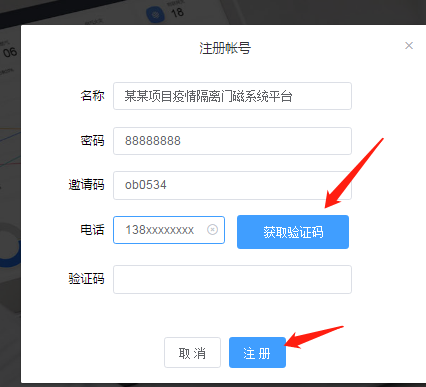 06
18
注册帐号
名称 某某项目疫情隔离门磁系统平台
密码 88888888
邀请码 ob0534
电话 138xxxxxxxx 获取验证码
验证码
取 消 注 册